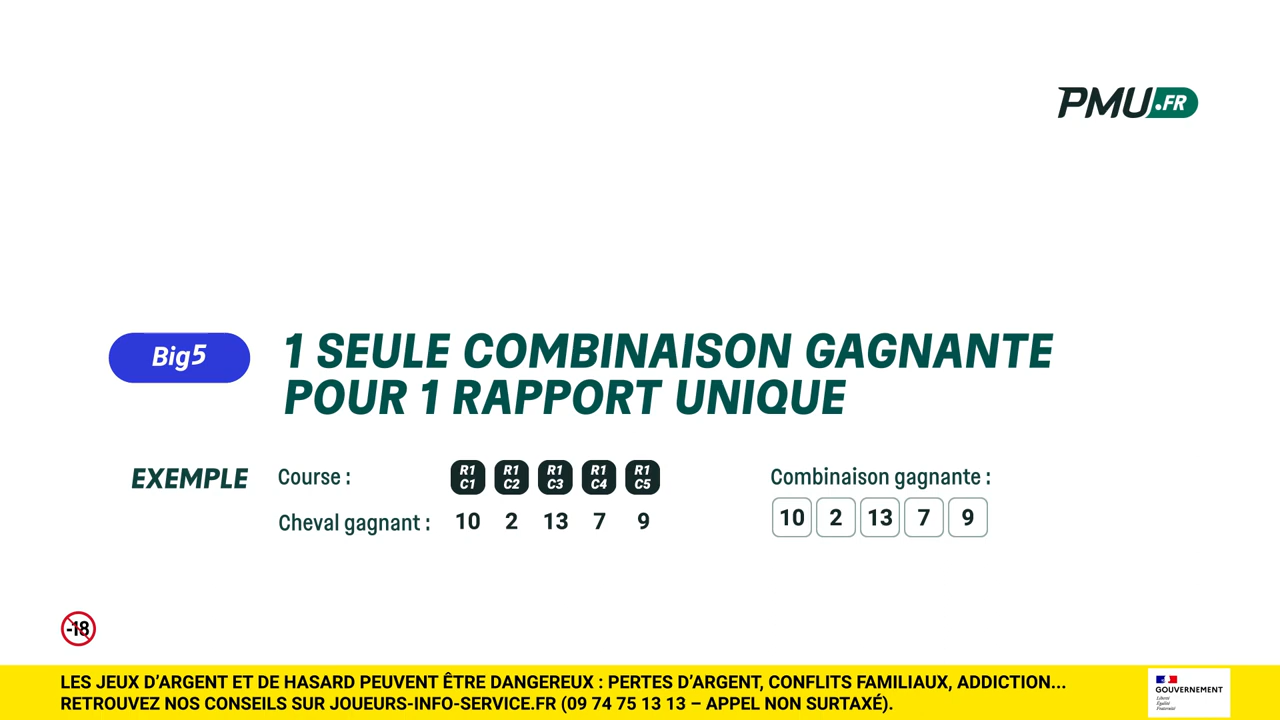 PMU.FR
Big5
1 SEULE COMBINAISON GAGNANTE
POUR 1 RAPPORT UNIQUE
EXEMPLE
Course : R1 C1 R1 C2 R1 C3 R1 C4 R1 C5
Cheval gagnant : 10 2 13 7 9
Combinaison gagnante :
10 2 13 7 9
-18
LES JEUX D’ARGENT ET DE HASARD PEUVENT ÊTRE DANGEREUX : PERTES D’ARGENT, CONFLITS FAMILIAUX, ADDICTION...
RETROUVEZ NOS CONSEILS SUR JOUEURS-INFO-SERVICE.FR (09 74 75 13 13 – APPEL NON SURTAXÉ).
GOUVERNEMENT
Liberté
Égalité
Fraternité